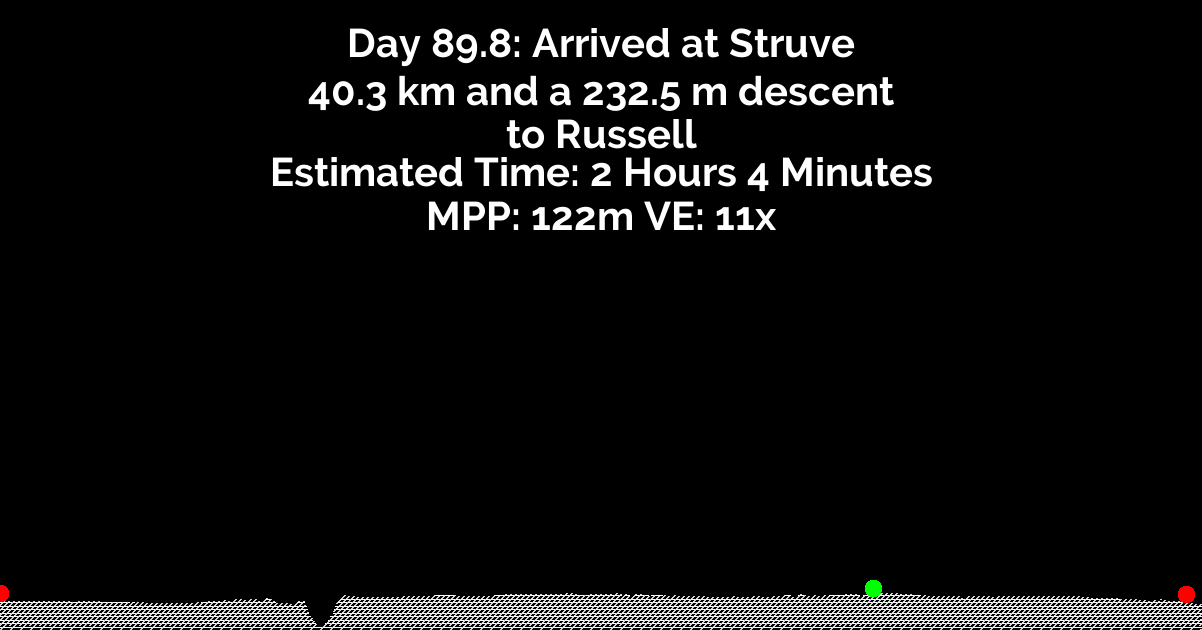 Day 89.8: Arrived at Struve
40.3 km and a 232.5 m descent
to Russell
Estimated Time: 2 Hours 4 Minutes
MPP: 122m VE: 11x